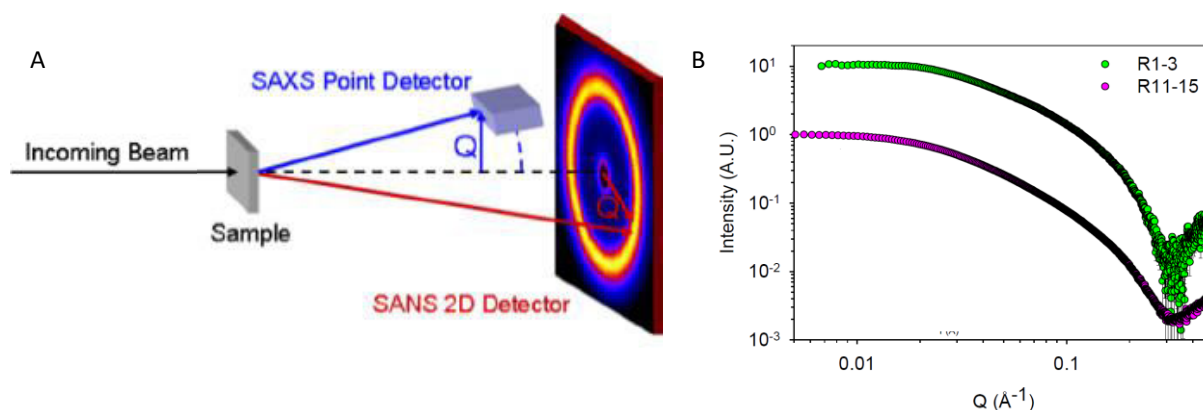 A
SAXS Point Detector
Incoming Beam
Q
Q
Sample
SANS 2D Detector
B
10¹
10⁰
10⁻¹
10⁻²
10⁻³
Intensity (A.U.)
R1-3
R11-15
0.01
0.1
Q (Å⁻¹)